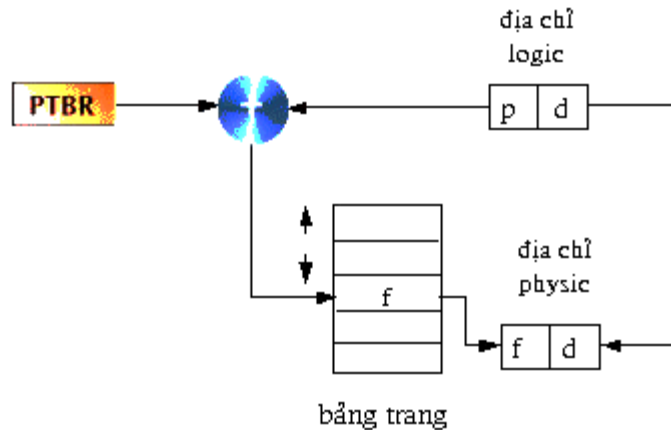 địa chỉ
logic
PTBR
p d
f
địa chỉ
physic
f d
bảng trang